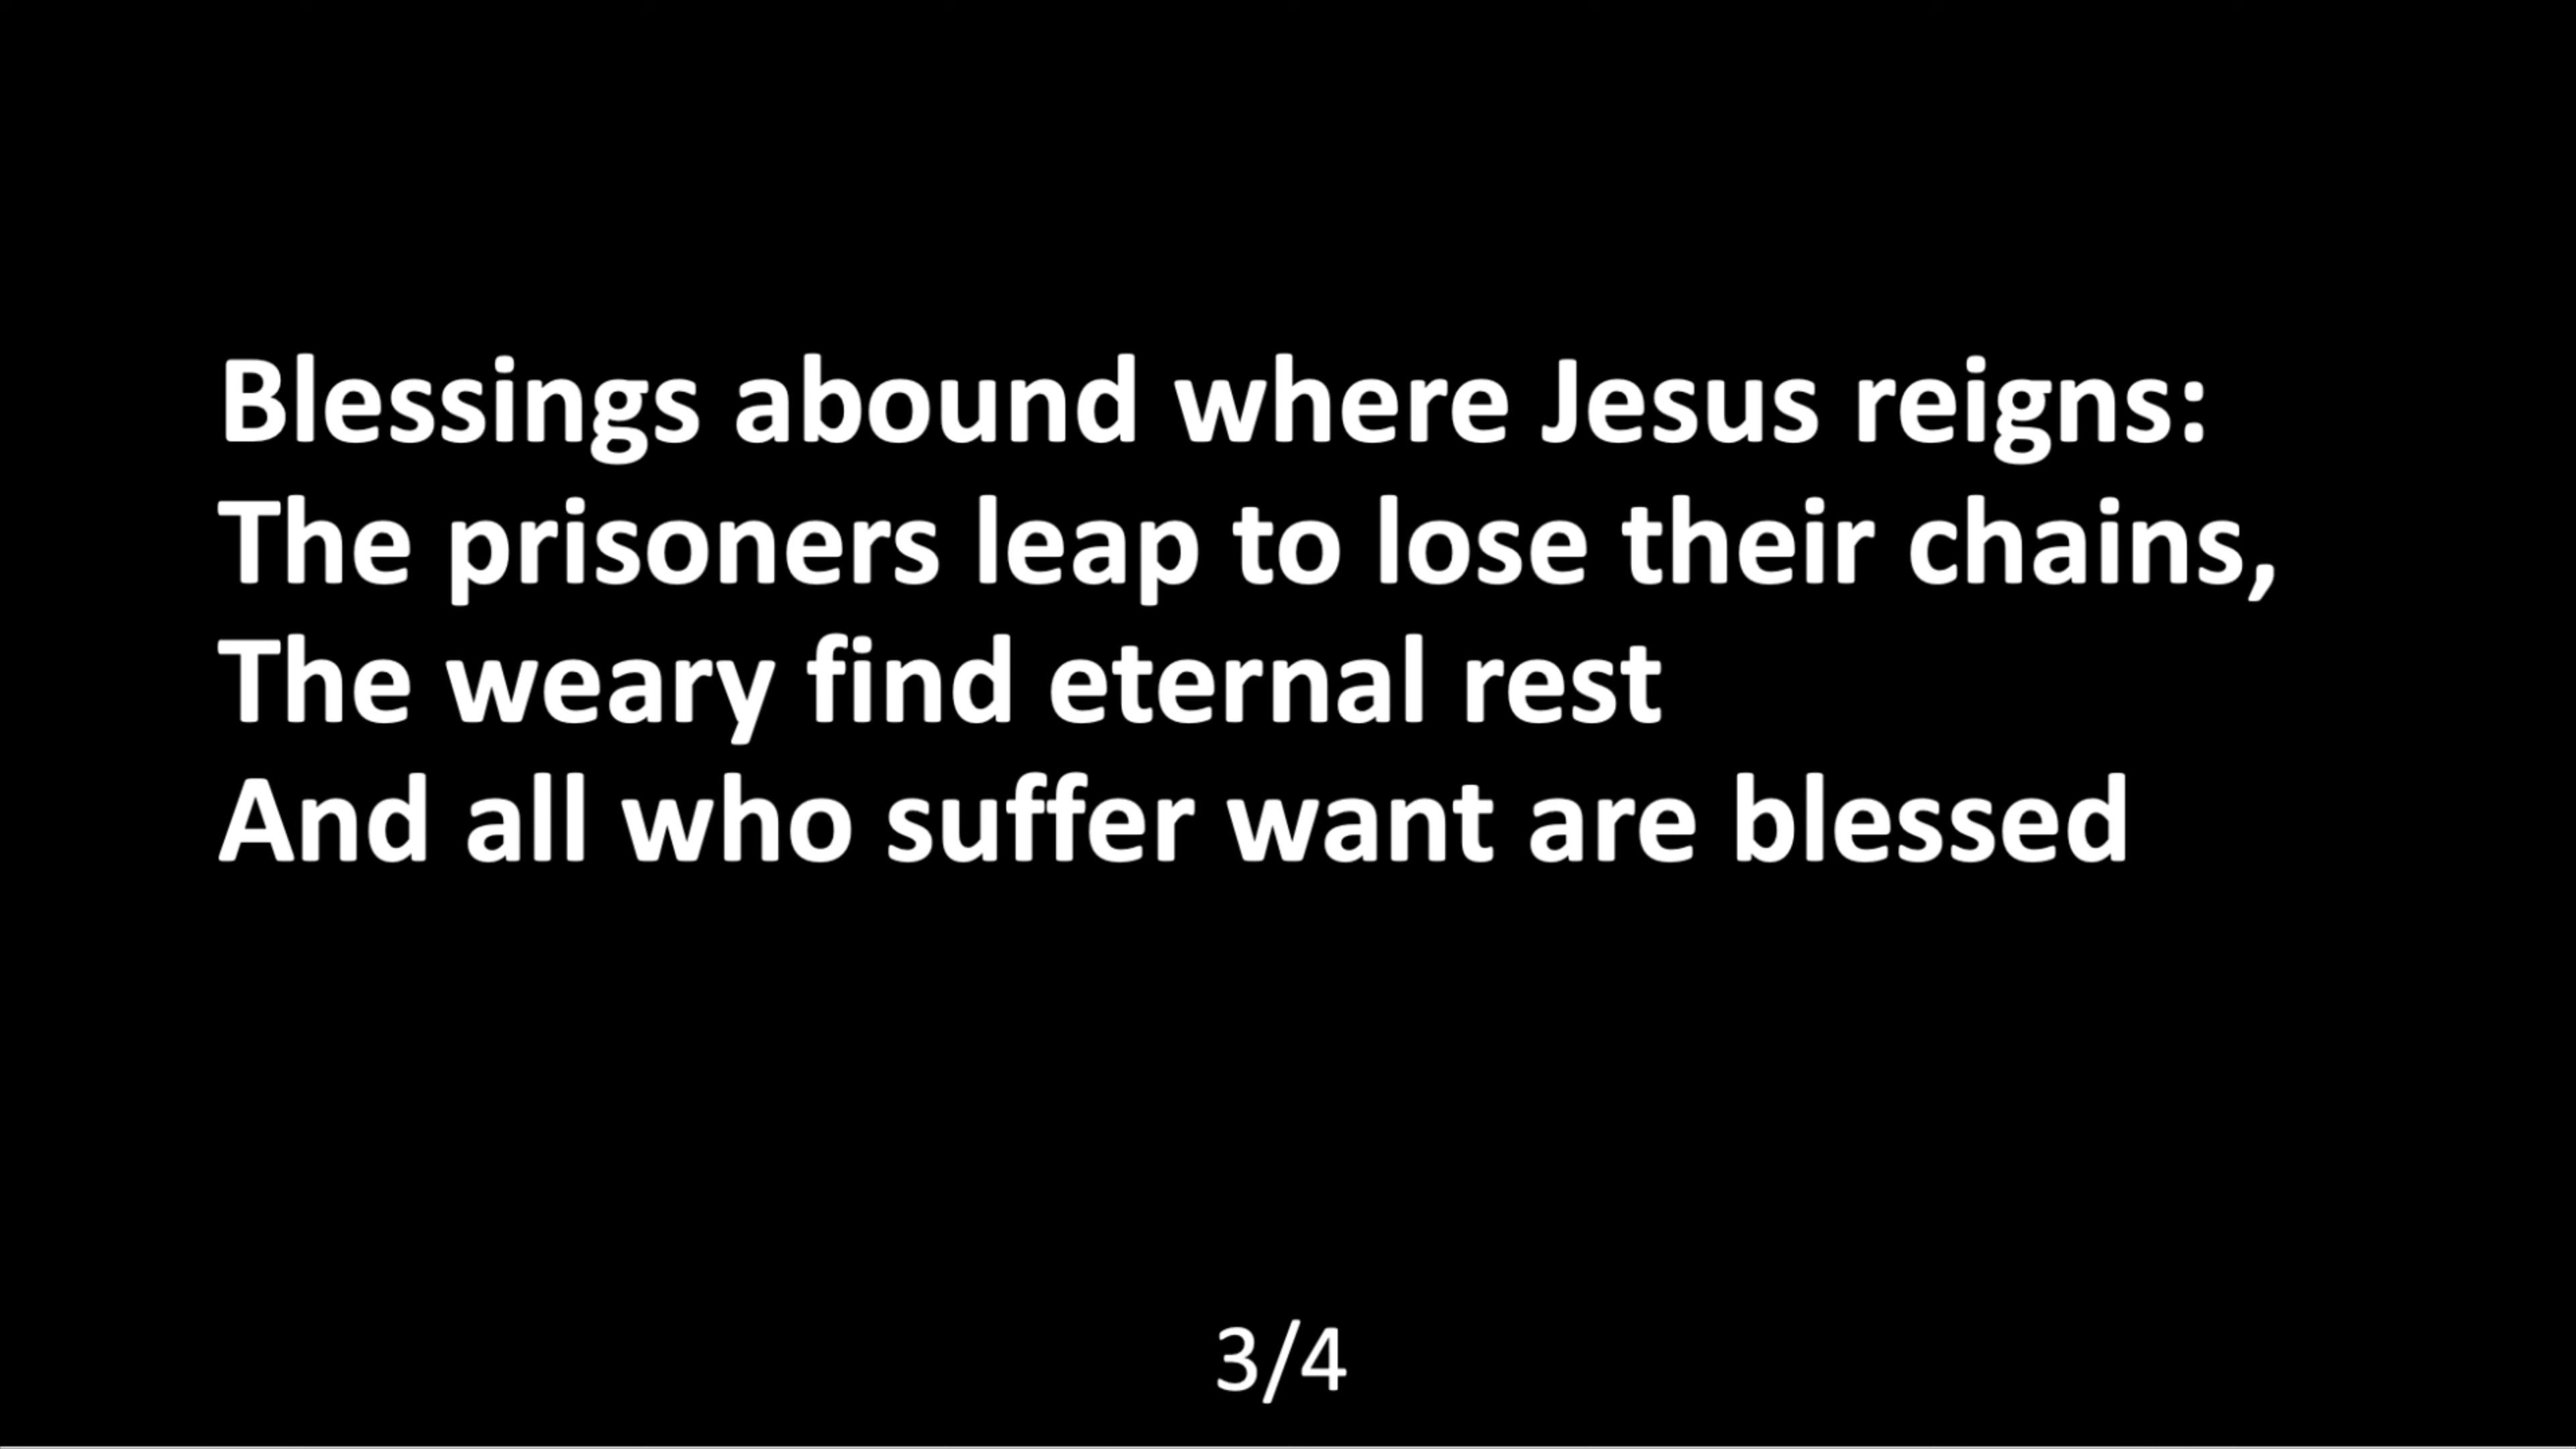 Blessings abound where Jesus reigns:
The prisoners leap to lose their chains,
The weary find eternal rest
And all who suffer want are blessed
3/4